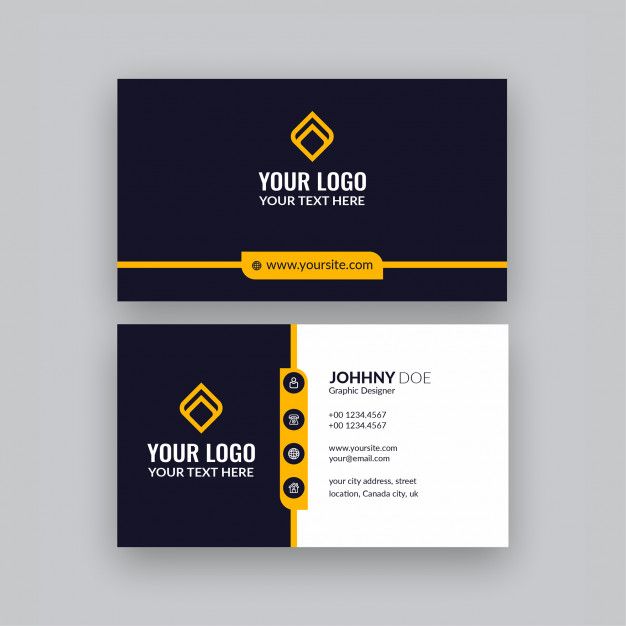 YOUR LOGO
YOUR TEXT HERE
www.yoursite.com
YOUR LOGO
YOUR TEXT HERE
JOHHNY DOE
Graphic Designer
+00 1234.4567
+00 1234.4567
www.yoursite.com
your@email.com
your city address, street
location, Canada city, uk